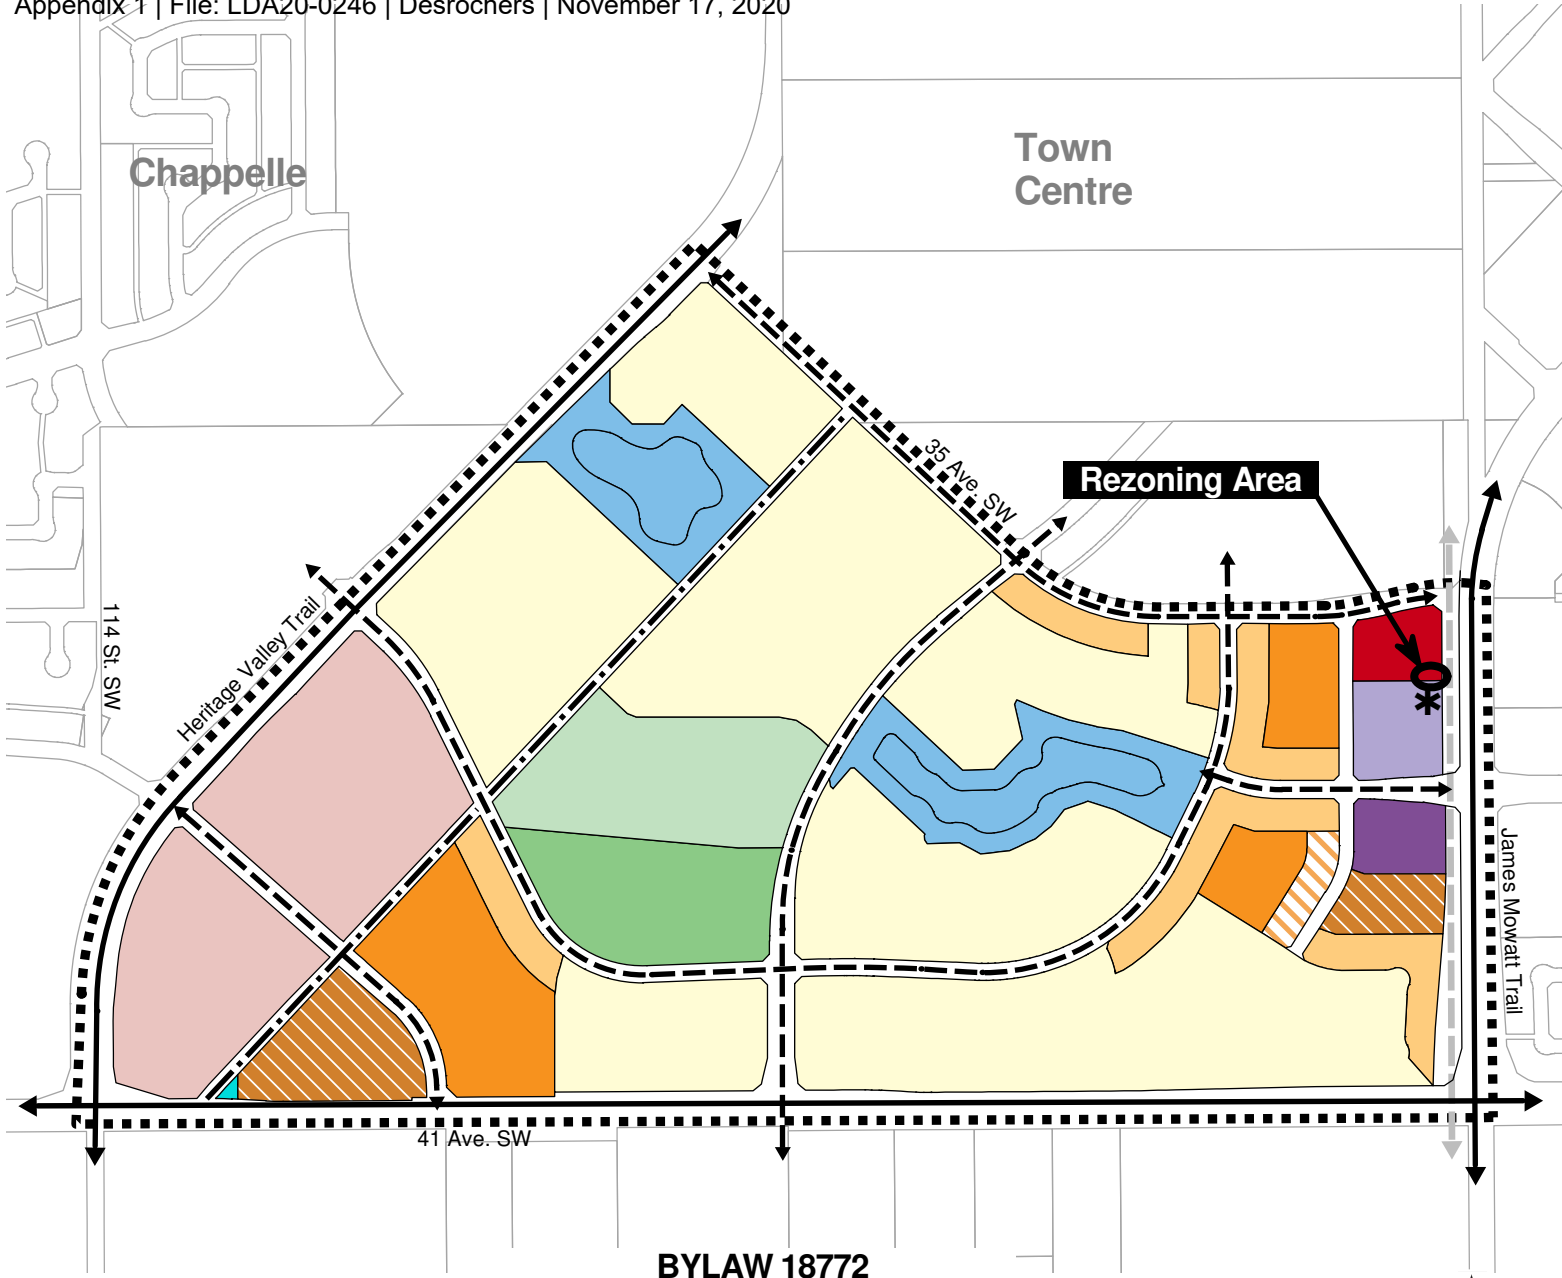 Appendix 1 | File: LDA20-0246 | Desrochers | November 17, 2020
Town
Centre
Chappelle
35 Ave. SW
Rezoning Area
114 St. SW
Heritage Valley Trail
James Mowatt Trail
41 Ave. SW
BYLAW 18772